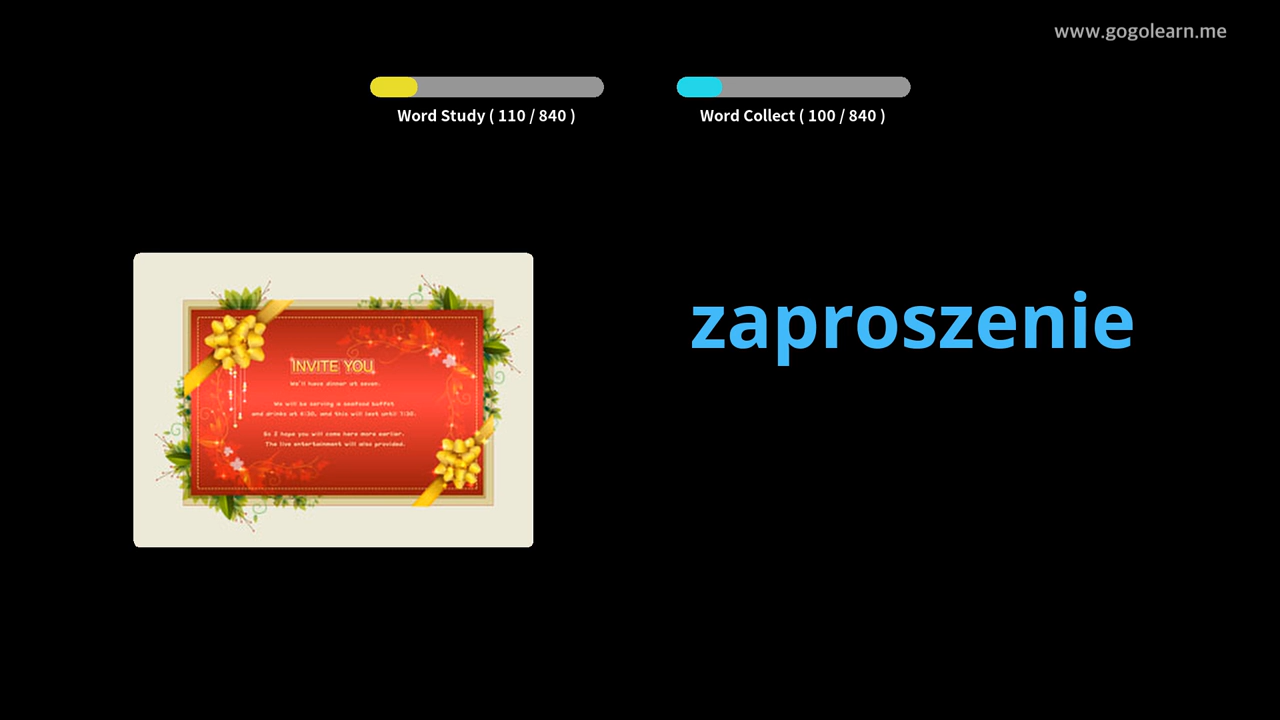 www.gogolearn.me
Word Study ( 110 / 840 )
Word Collect ( 100 / 840 )
zaproszenie
INVITE YOU
We'll have dinner at seven.
We will be serving a seafood buffet
and drinks at 6:30, and this will last until 7:30.
So I hope you will come here more earlier.
The live entertainment will also provided.